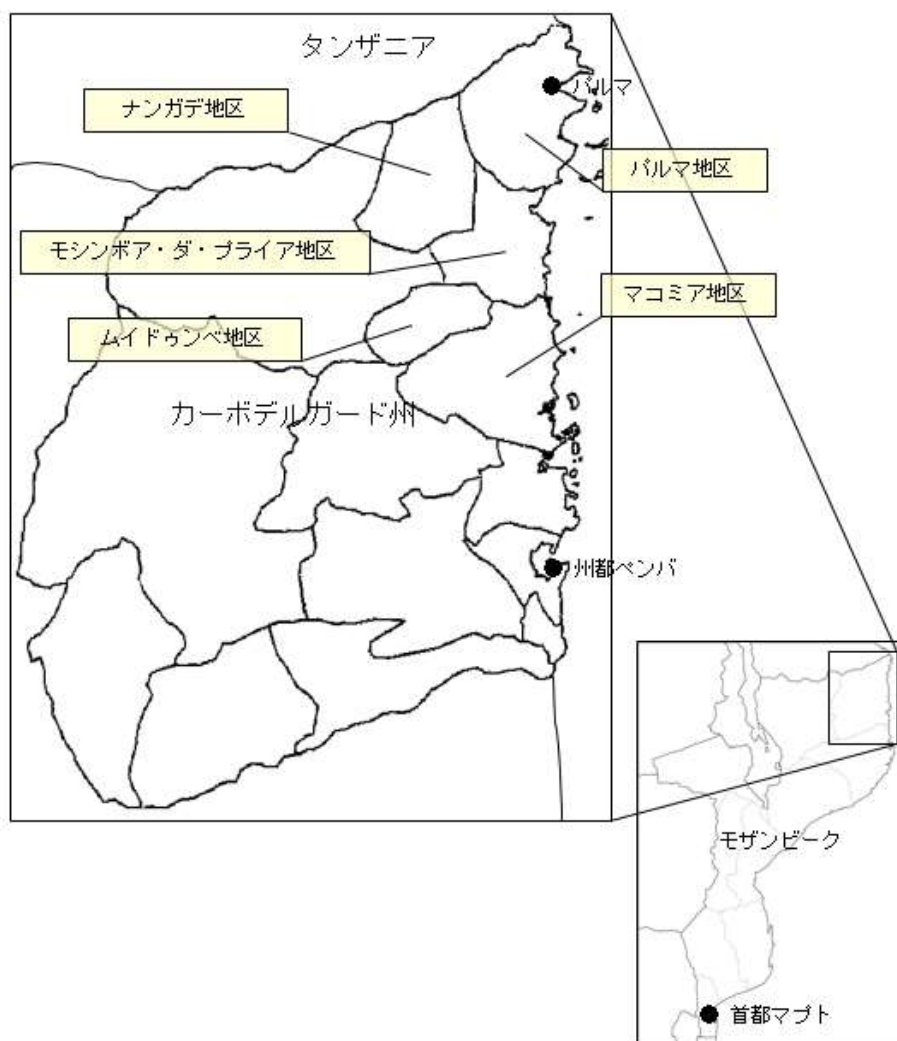 タンザニア
パルマ
ナンガデ地区
パルマ地区
モシンボア・ダ・プライア地区
マコミア地区
ムイドゥンベ地区
カーボデルガード州
州都ペンバ
モザンビーク
首都マプト